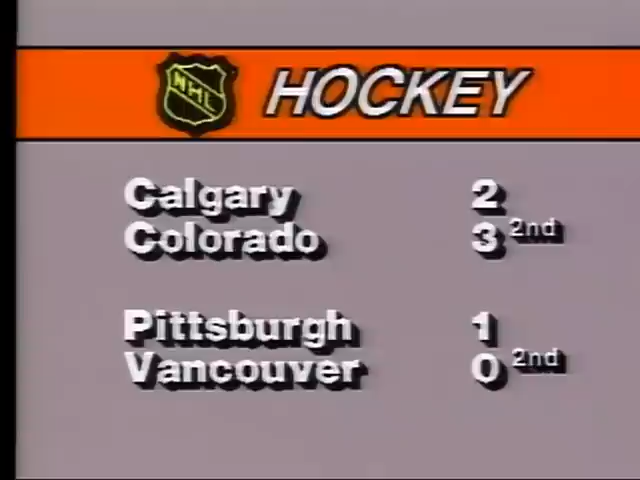 NHL HOCKEY
Calgary 2
Colorado 3 2nd
Pittsburgh 1
Vancouver 0 2nd